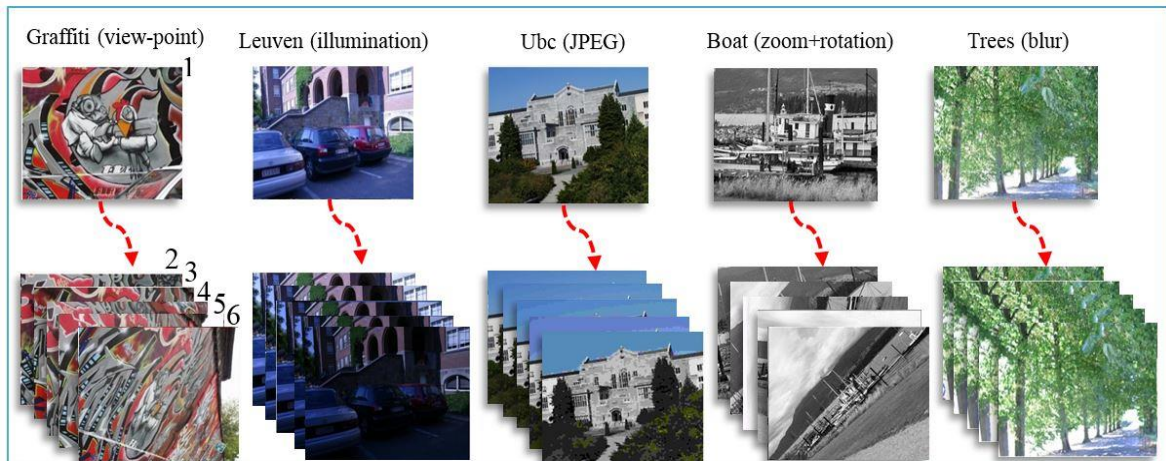 Graffiti (view-point)
Leuven (illumination)
Ubc (JPEG)
Boat (zoom+rotation)
Trees (blur)
1
2
3
4
5
6